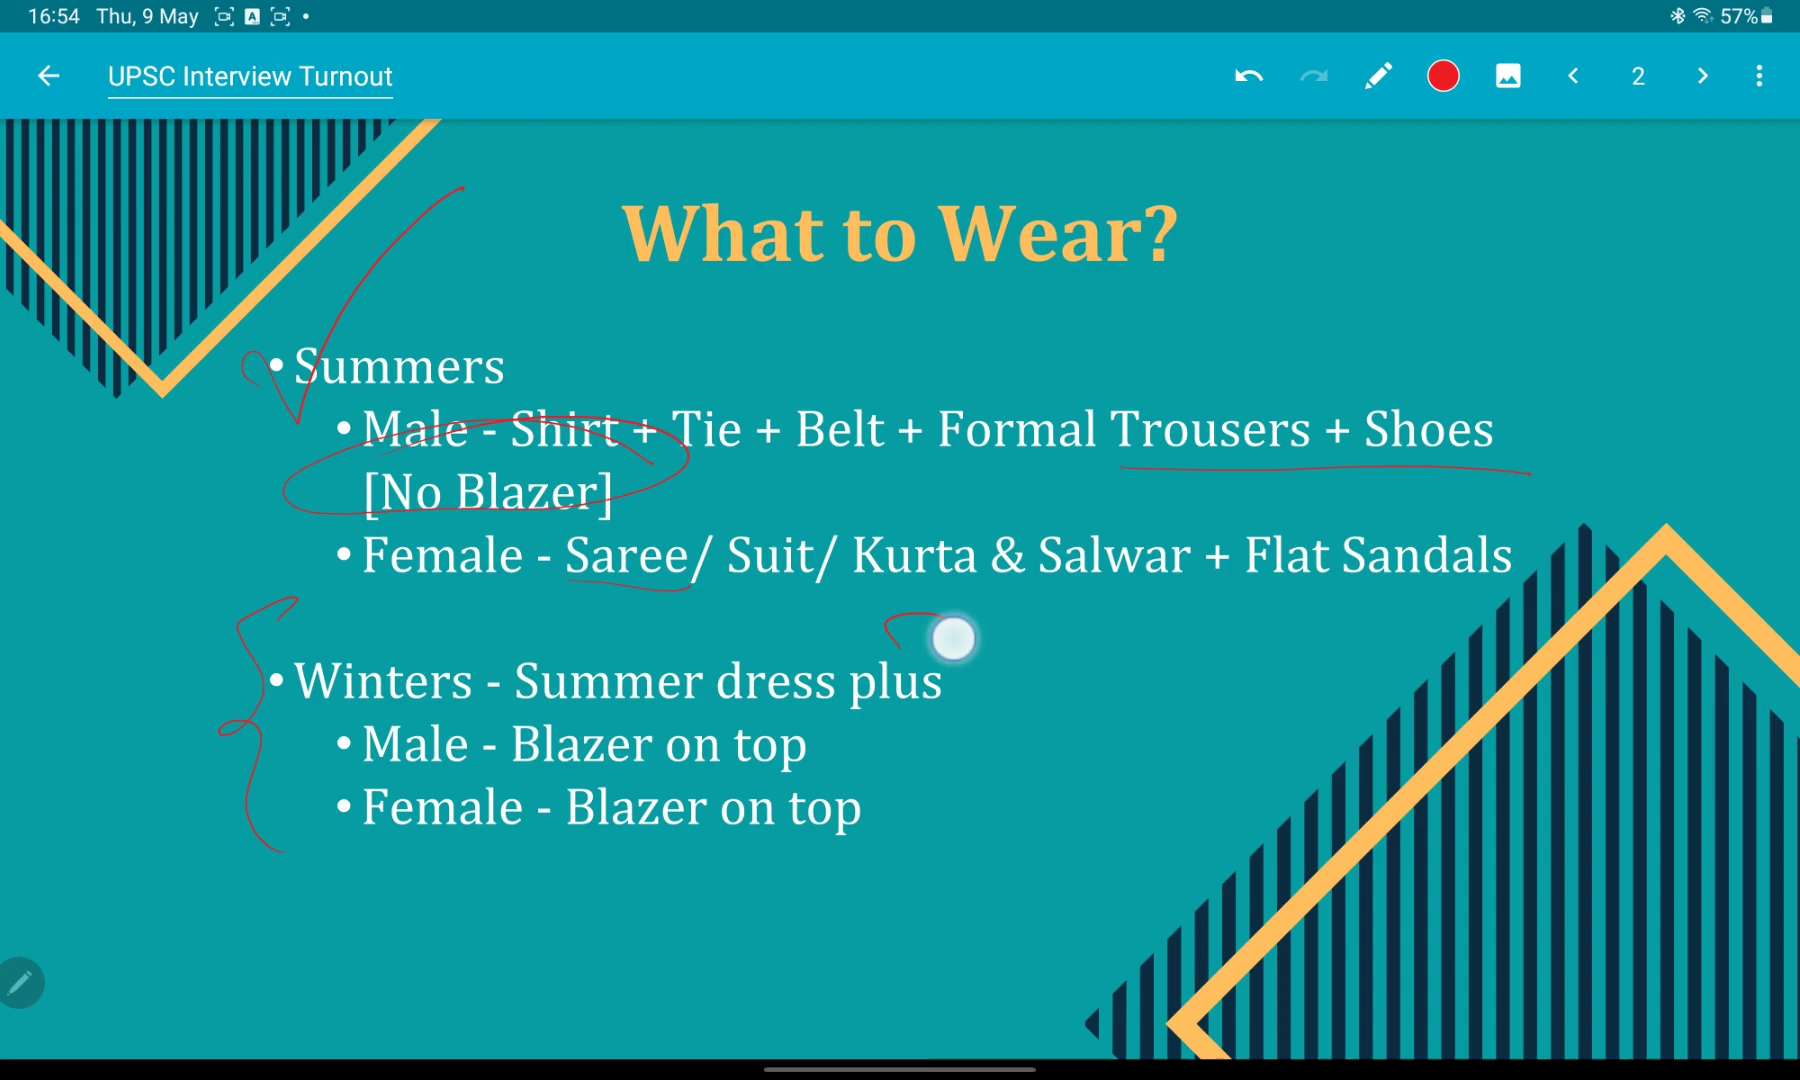 16:54 Thu, 9 May A 57%
UPSC Interview Turnout 2
What to Wear?
• Summers
• Male - Shirt + Tie + Belt + Formal Trousers + Shoes
[No Blazer]
• Female - Saree/ Suit/ Kurta & Salwar + Flat Sandals
• Winters - Summer dress plus
• Male - Blazer on top
• Female - Blazer on top